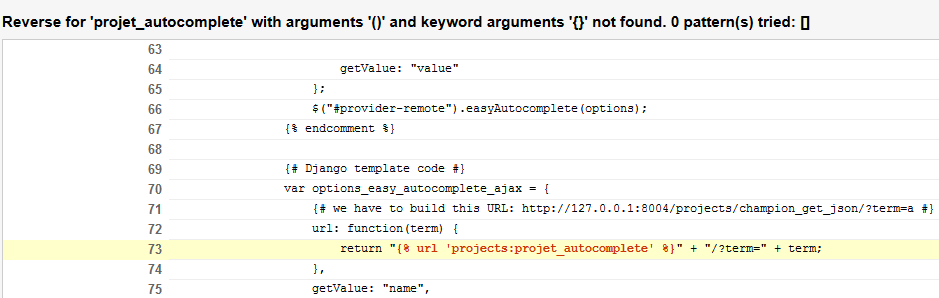 Reverse for 'projet_autocomplete' with arguments '()' and keyword arguments '{}' not found. 0 pattern(s) tried: []
63
64 getValue: "value"
65 };
66 $("#provider-remote").easyAutocomplete(options);
67 {% endcomment %}
68
69 {# Django template code #}
70 var options_easy_autocomplete_ajax = {
71 {# we have to build this URL: http://127.0.0.1:8004/projects/champion_get_json/?term=a #}
72 url: function(term) {
73 return "{% url 'projects:projet_autocomplete' %}" + "/?term=" + term;
74 },
75 getValue: "name",